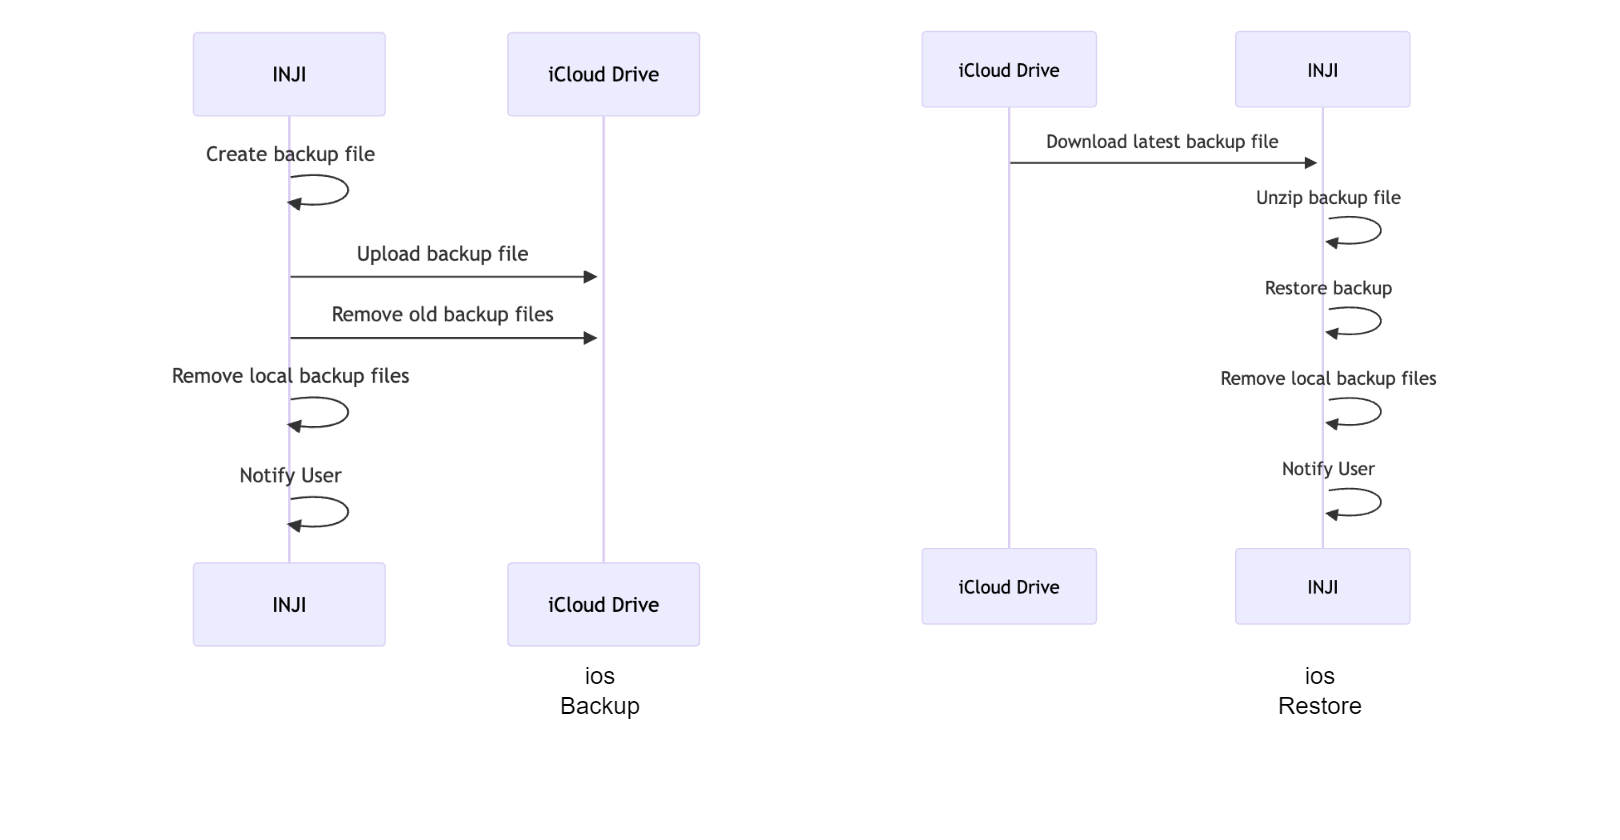 INJI
iCloud Drive
Create backup file
Upload backup file
Remove old backup files
Remove local backup files
Notify User
INJI
iCloud Drive
ios
Backup
iCloud Drive
INJI
Download latest backup file
Unzip backup file
Restore backup
Remove local backup files
Notify User
iCloud Drive
INJI
ios
Restore